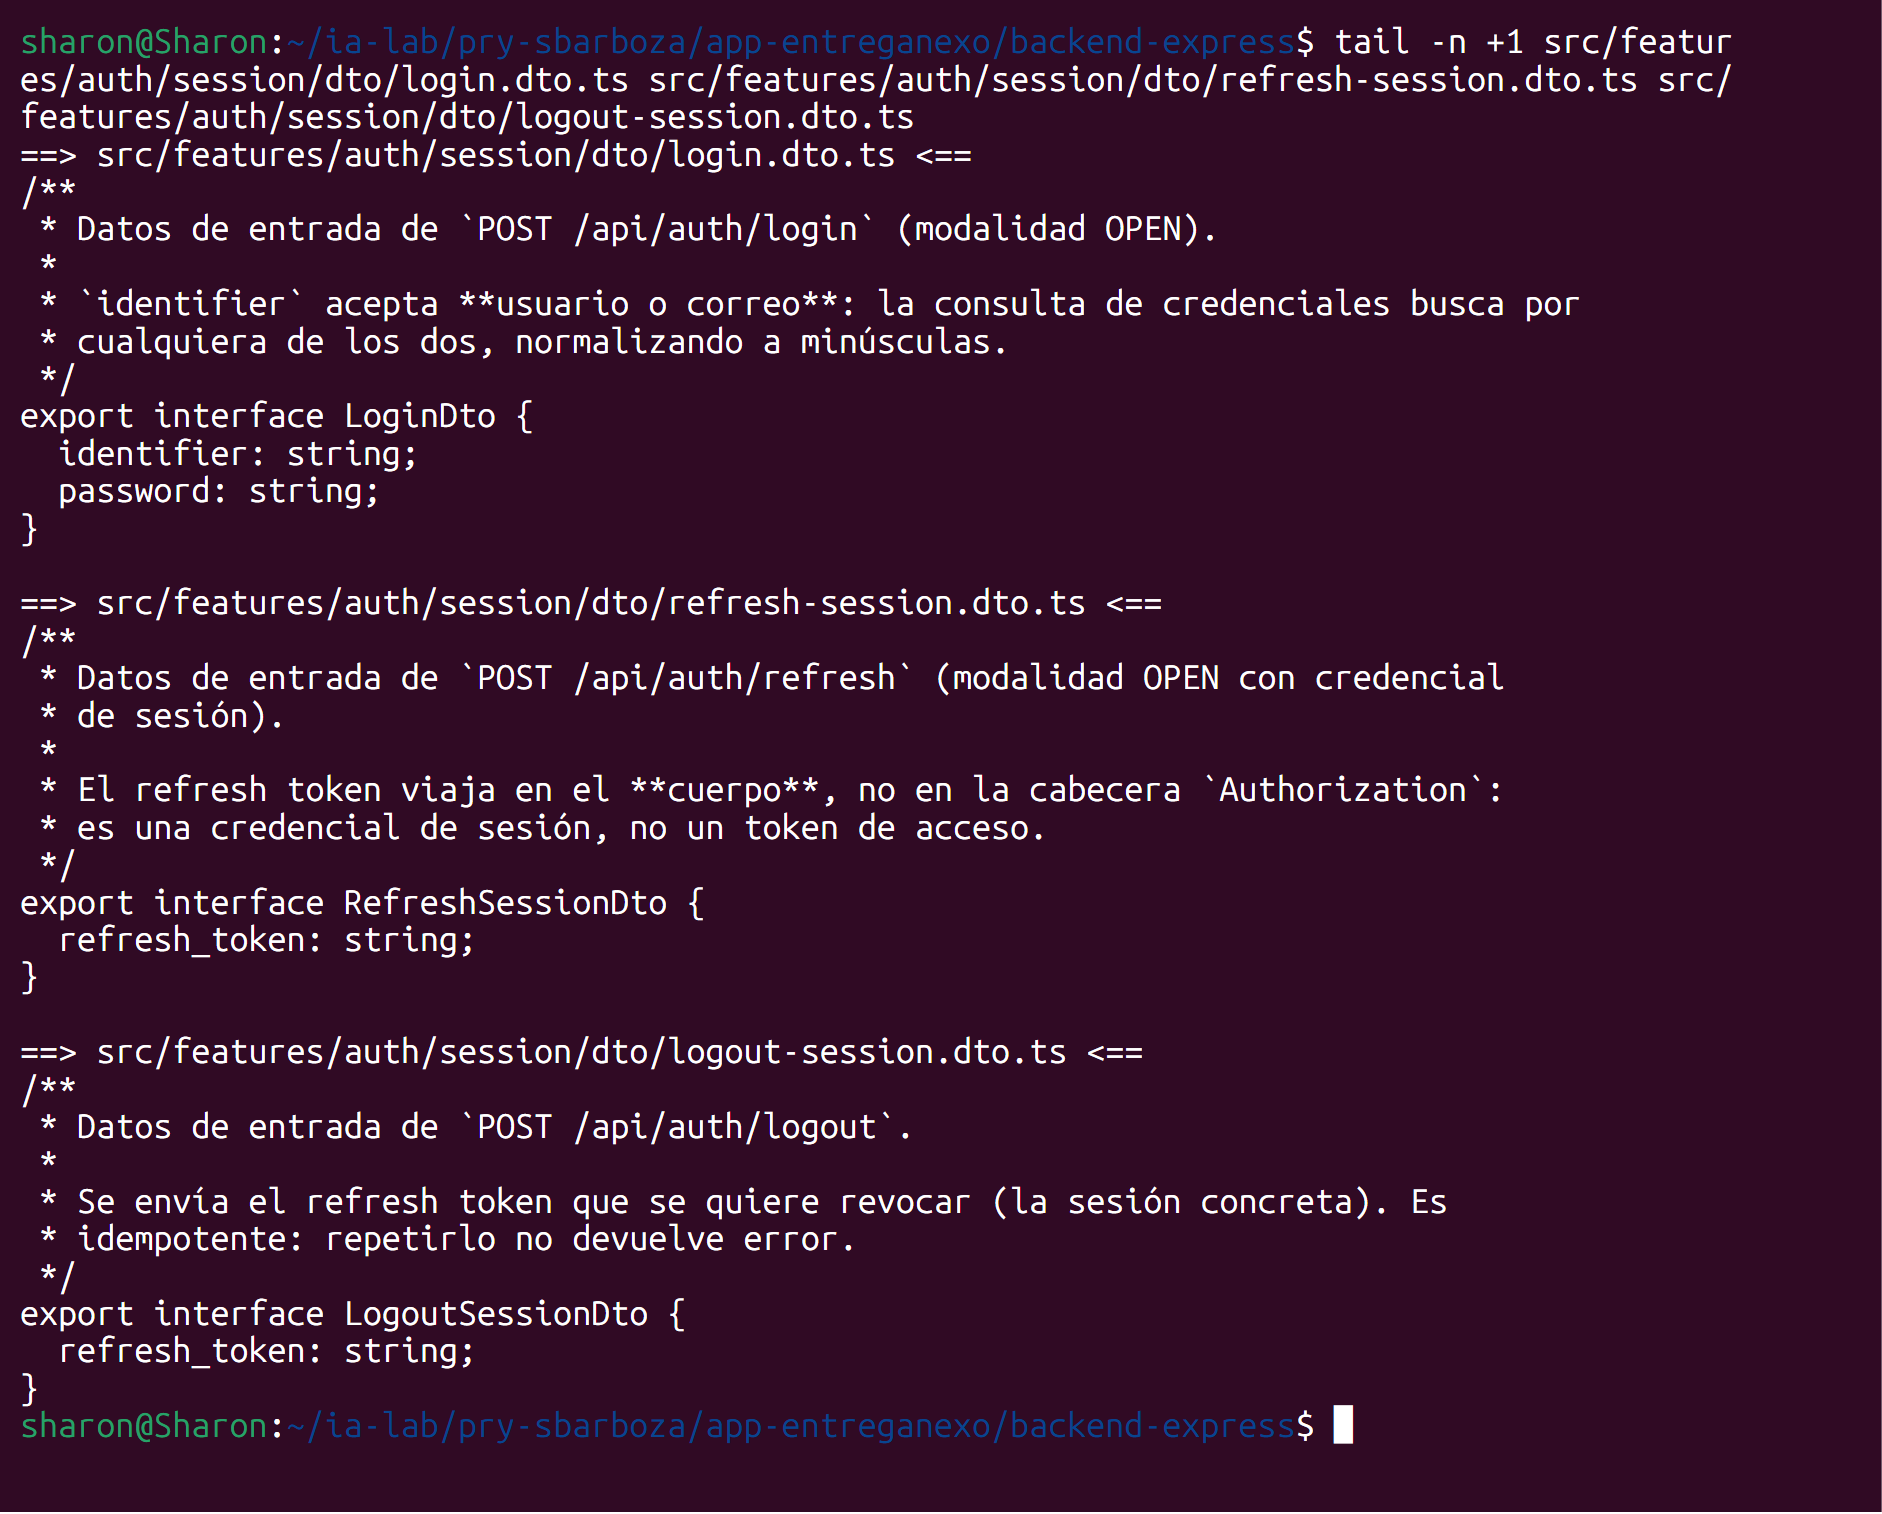 sharon@Sharon:~/ia-lab/pry-sbarboza/app-entreganexo/backend-express$ tail -n +1 src/featur
es/auth/session/dto/login.dto.ts src/features/auth/session/dto/refresh-session.dto.ts src/
features/auth/session/dto/logout-session.dto.ts
==> src/features/auth/session/dto/login.dto.ts <==
/**
 * Datos de entrada de `POST /api/auth/login` (modalidad OPEN).
 *
 * `identifier` acepta **usuario o correo**: la consulta de credenciales busca por
 * cualquiera de los dos, normalizando a minúsculas.
 */
export interface LoginDto {
  identifier: string;
  password: string;
}

==> src/features/auth/session/dto/refresh-session.dto.ts <==
/**
 * Datos de entrada de `POST /api/auth/refresh` (modalidad OPEN con credencial
 * de sesión).
 *
 * El refresh token viaja en el **cuerpo**, no en la cabecera `Authorization`:
 * es una credencial de sesión, no un token de acceso.
 */
export interface RefreshSessionDto {
  refresh_token: string;
}

==> src/features/auth/session/dto/logout-session.dto.ts <==
/**
 * Datos de entrada de `POST /api/auth/logout`.
 *
 * Se envía el refresh token que se quiere revocar (la sesión concreta). Es
 * idempotente: repetirlo no devuelve error.
 */
export interface LogoutSessionDto {
  refresh_token: string;
}
sharon@Sharon:~/ia-lab/pry-sbarboza/app-entreganexo/backend-express$